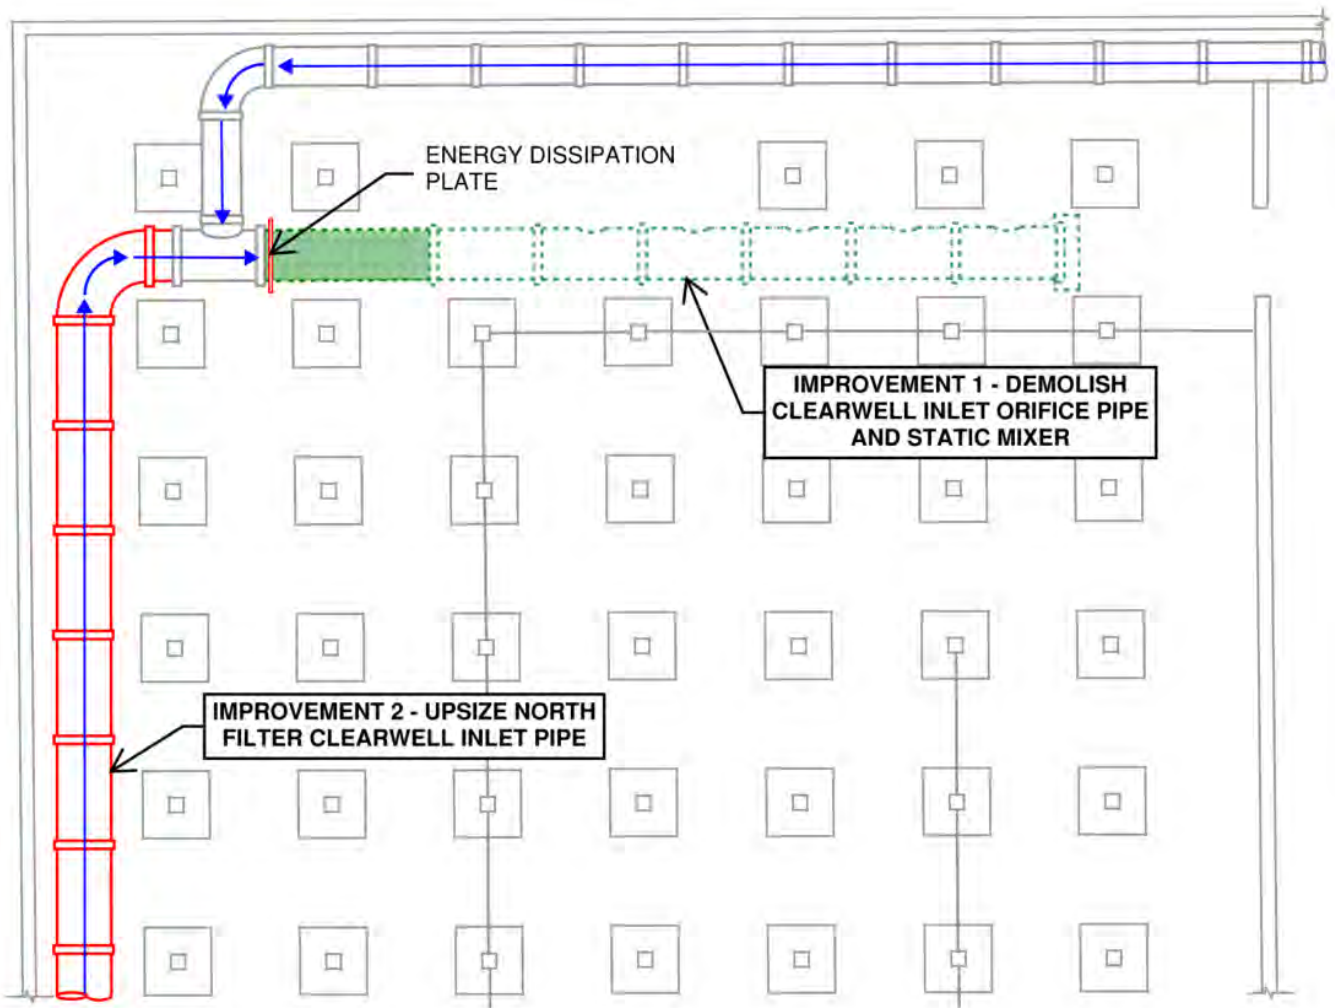 ENERGY DISSIPATION
PLATE
IMPROVEMENT 1 - DEMOLISH
CLEARWELL INLET ORIFICE PIPE
AND STATIC MIXER
IMPROVEMENT 2 - UPSIZE NORTH
FILTER CLEARWELL INLET PIPE